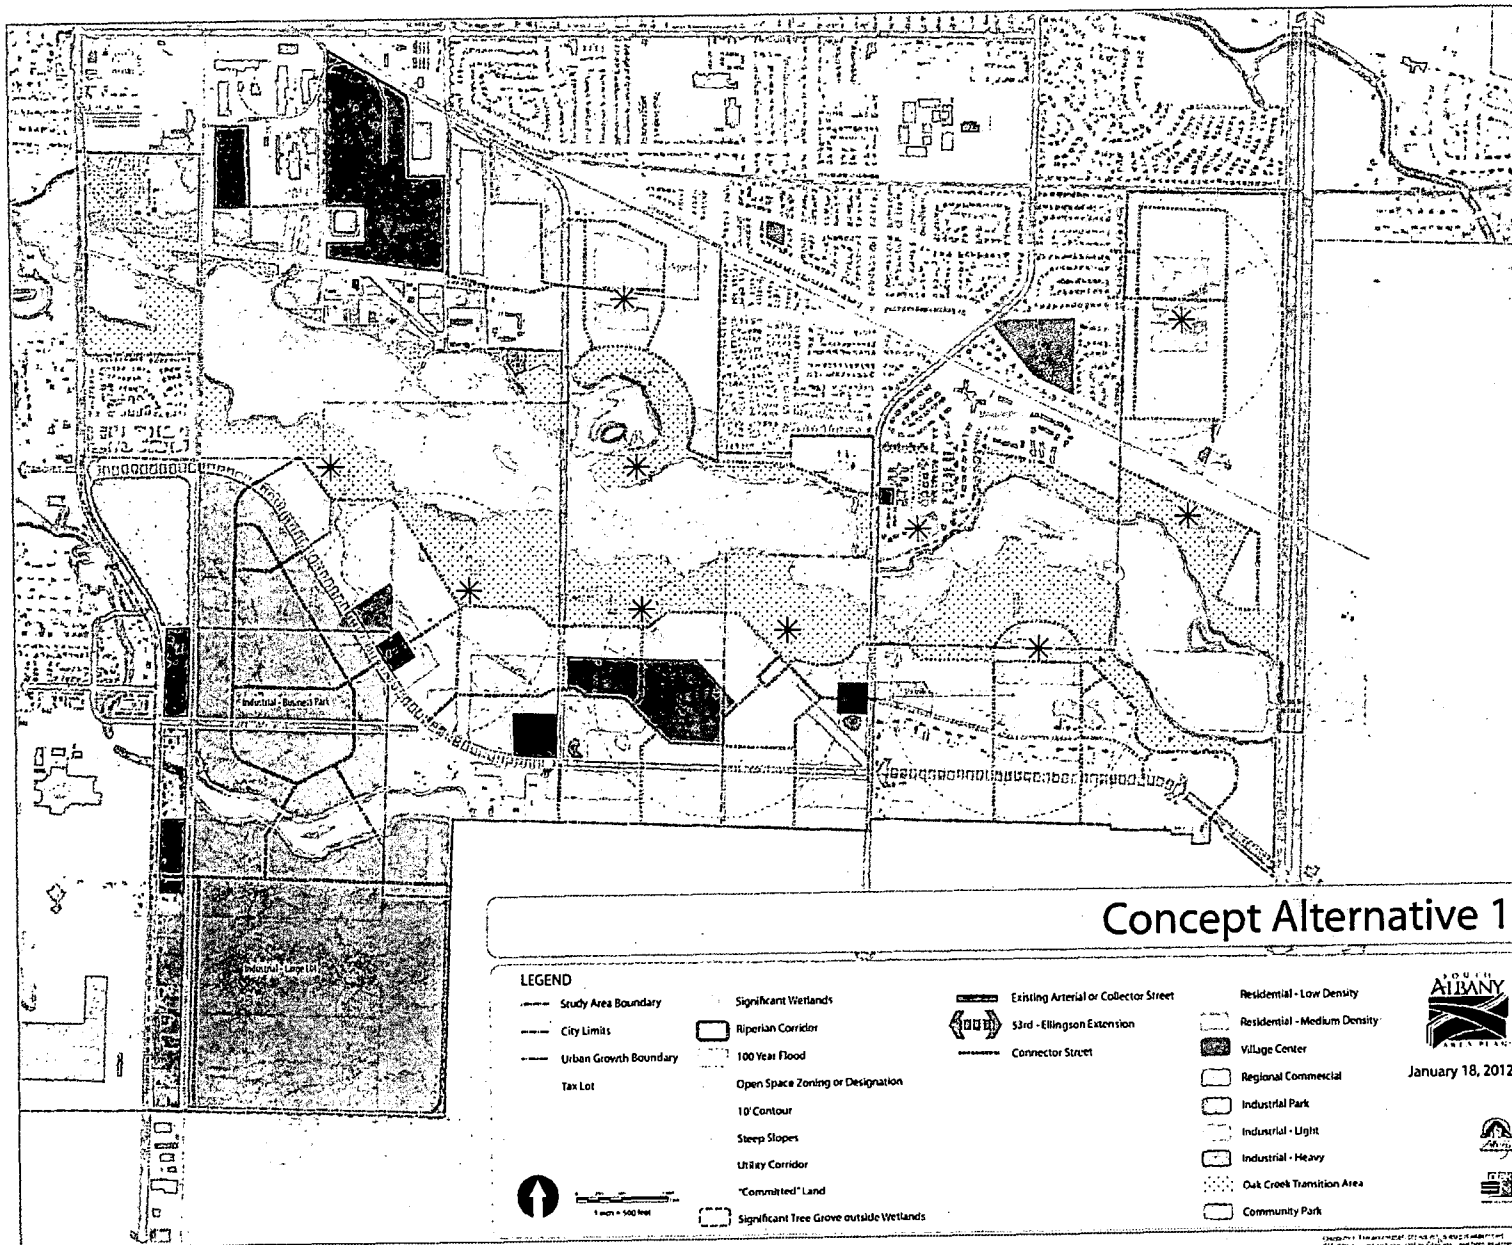 Industrial - Business Park
Industrial - Large Lot
Concept Alternative 1
LEGEND
Study Area Boundary
City Limits
Urban Growth Boundary
Tax Lot
1 inch = 500 feet
Significant Wetlands
Riperian Corridor
100 Year Flood
Open Space Zoning or Designation
10' Contour
Steep Slopes
Utility Corridor
"Committed" Land
Significant Tree Grove outside Wetlands
Existing Arterial or Collector Street
53rd - Ellingson Extension
Connector Street
Residential - Low Density
Residential - Medium Density
Village Center
Regional Commercial
Industrial Park
Industrial - Light
Industrial - Heavy
Oak Creek Transition Area
Community Park
SOUTH
ALBANY
AREA PLAN
January 18, 2012